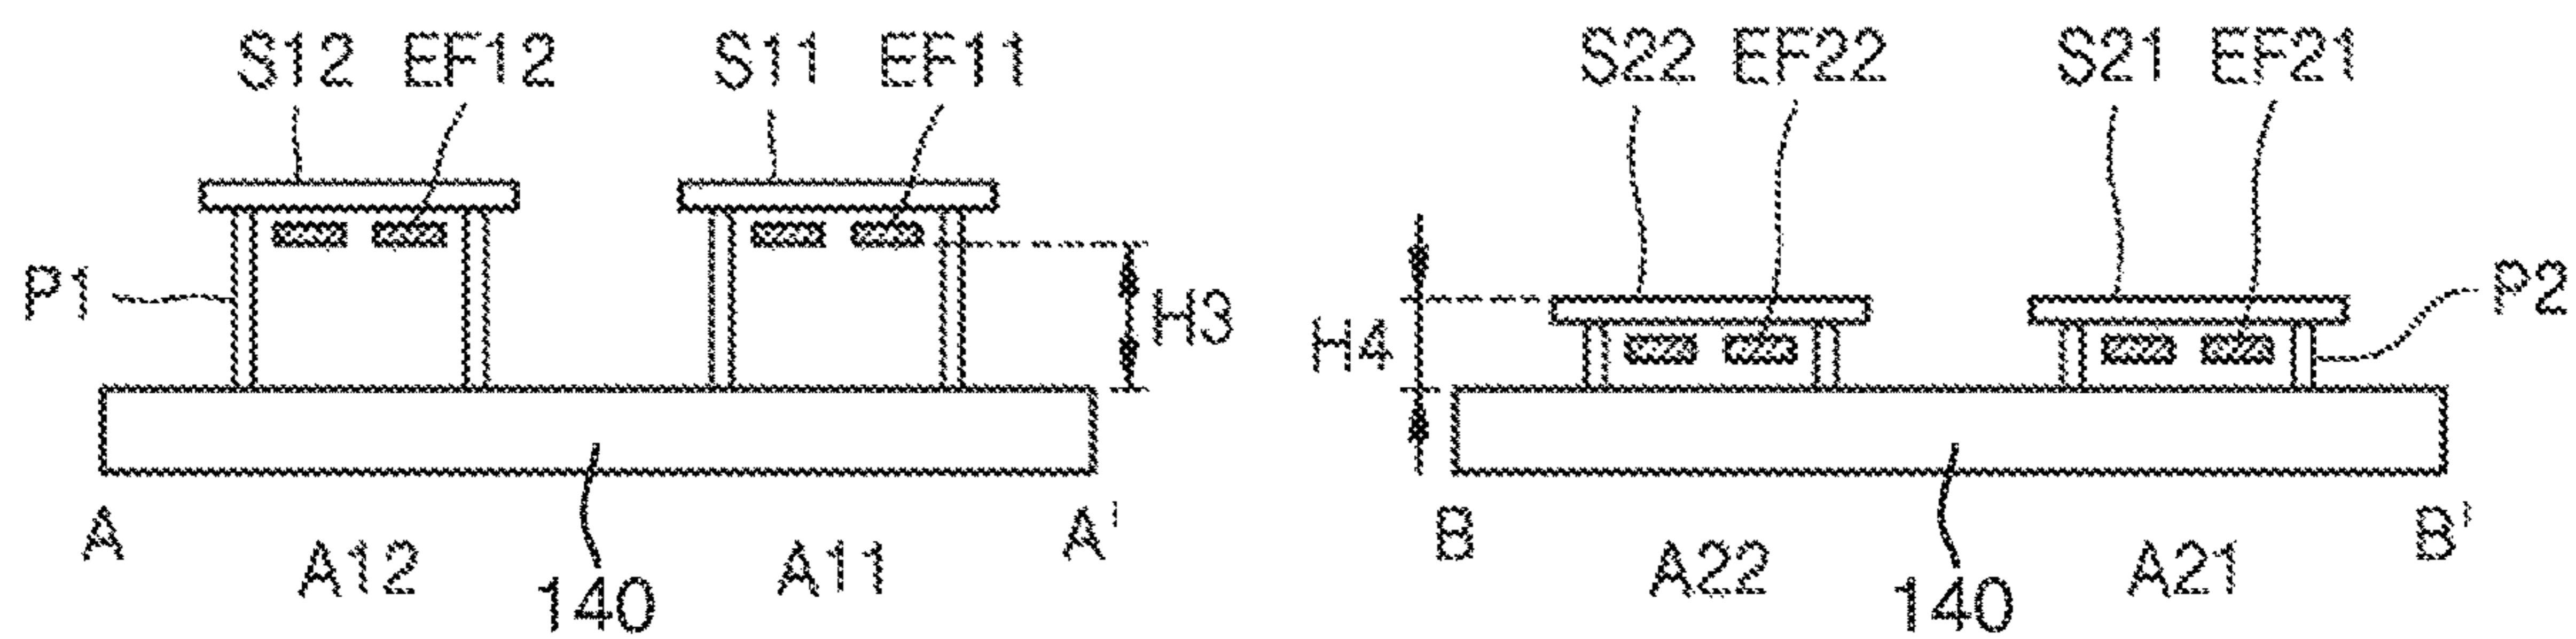 S12 EF12 S11 EF11 S22 EF22 S21 EF21
P1 H3 H4 P2
A A' B B'
A12 140 A11 A22 140 A21